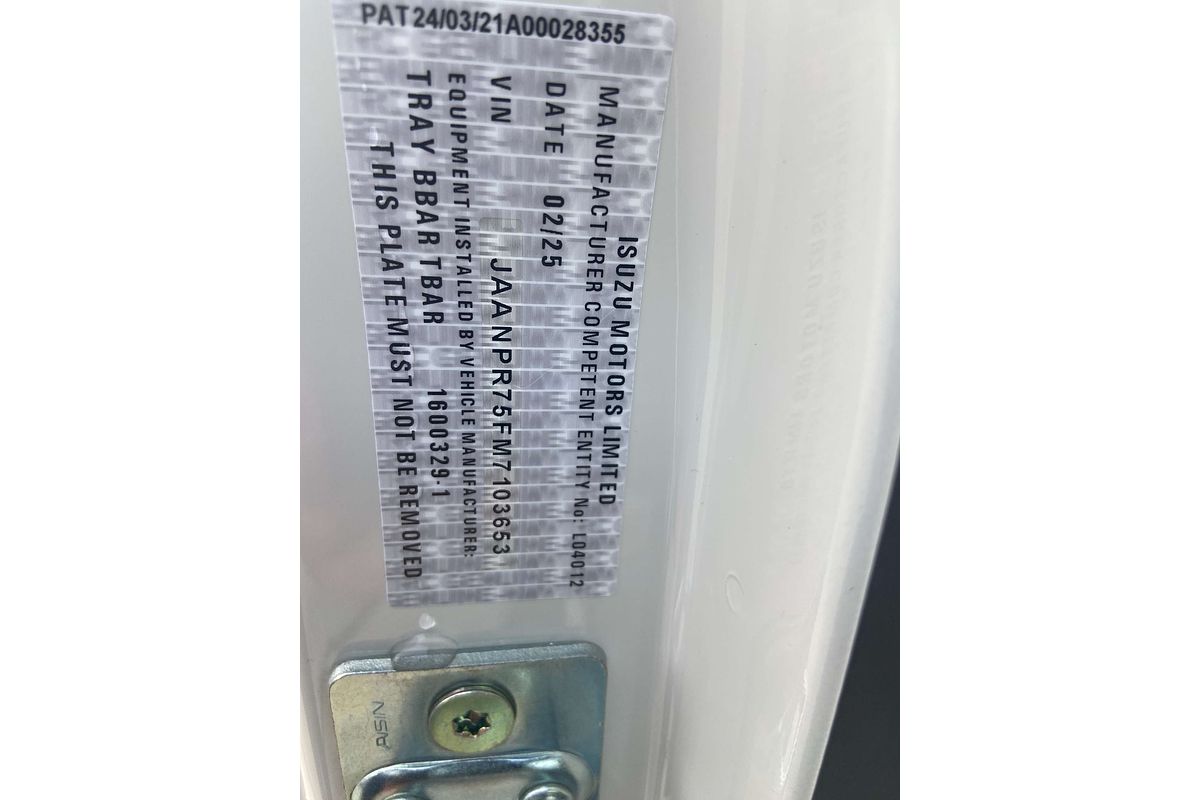 PAT24/03/21A00028355
ISUZU MOTORS LIMITED
MANUFACTURER COMPETENT ENTITY No: L04012
DATE 02/25
VIN JAANPR75FM7103653
EQUIPMENT INSTALLED BY VEHICLE MANUFACTURER:
TRAY BBAR TBAR 1600329-1
THIS PLATE MUST NOT BE REMOVED
AISIN